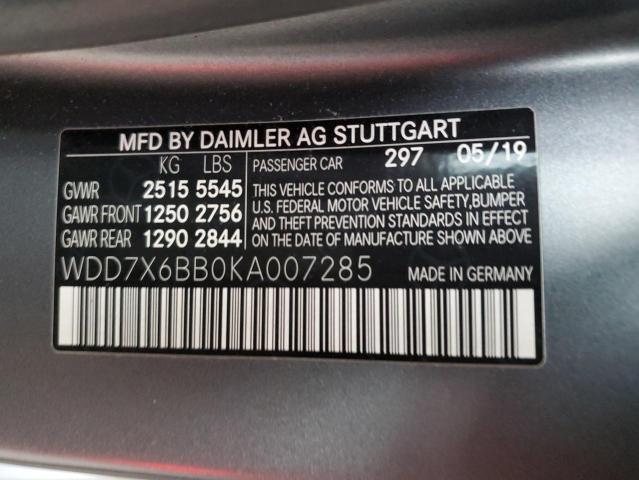 MFD BY DAIMLER AG STUTTGART
KG LBS PASSENGER CAR 297 05/19
GVWR 2515 5545
GAWR FRONT 1250 2756
GAWR REAR 1290 2844
THIS VEHICLE CONFORMS TO ALL APPLICABLE
U.S. FEDERAL MOTOR VEHICLE SAFETY, BUMPER
AND THEFT PREVENTION STANDARDS IN EFFECT
ON THE DATE OF MANUFACTURE SHOWN ABOVE
WDD7X6BB0KA007285 MADE IN GERMANY